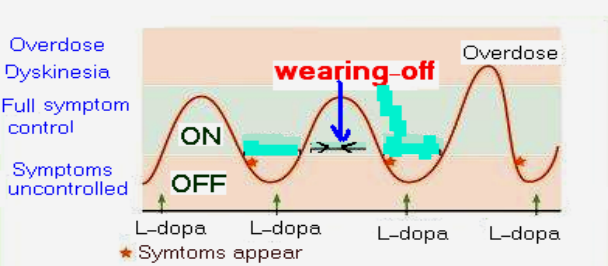 Overdose
Dyskinesia
Full symptom
control
Symptoms
uncontrolled
wearing-off
Overdose
ON
OFF
L-dopa
L-dopa
L-dopa
L-dopa
Symtoms appear